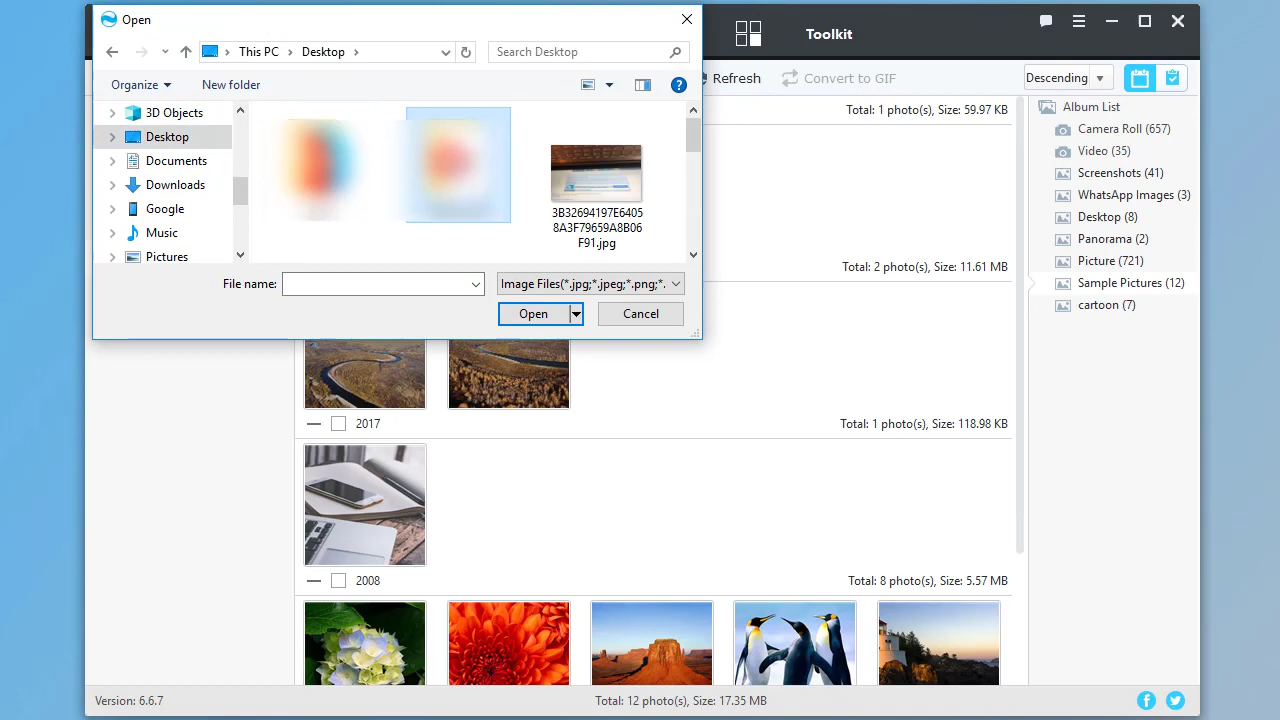 Open
Toolkit
This PC
Desktop
Search Desktop
Organize
New folder
Refresh
Convert to GIF
Descending
3D Objects
Desktop
Documents
Downloads
Google
Music
Pictures
3B32694197E6405
8A3F79659A8B06
F91.jpg
File name:
Image Files(*.jpg;*.jpeg;*.png;*.
Open
Cancel
Total: 1 photo(s), Size: 59.97 KB
Total: 2 photo(s), Size: 11.61 MB
2017
Total: 1 photo(s), Size: 118.98 KB
2008
Total: 8 photo(s), Size: 5.57 MB
Album List
Camera Roll (657)
Video (35)
Screenshots (41)
WhatsApp Images (3)
Desktop (8)
Panorama (2)
Picture (721)
Sample Pictures (12)
cartoon (7)
Version: 6.6.7
Total: 12 photo(s), Size: 17.35 MB